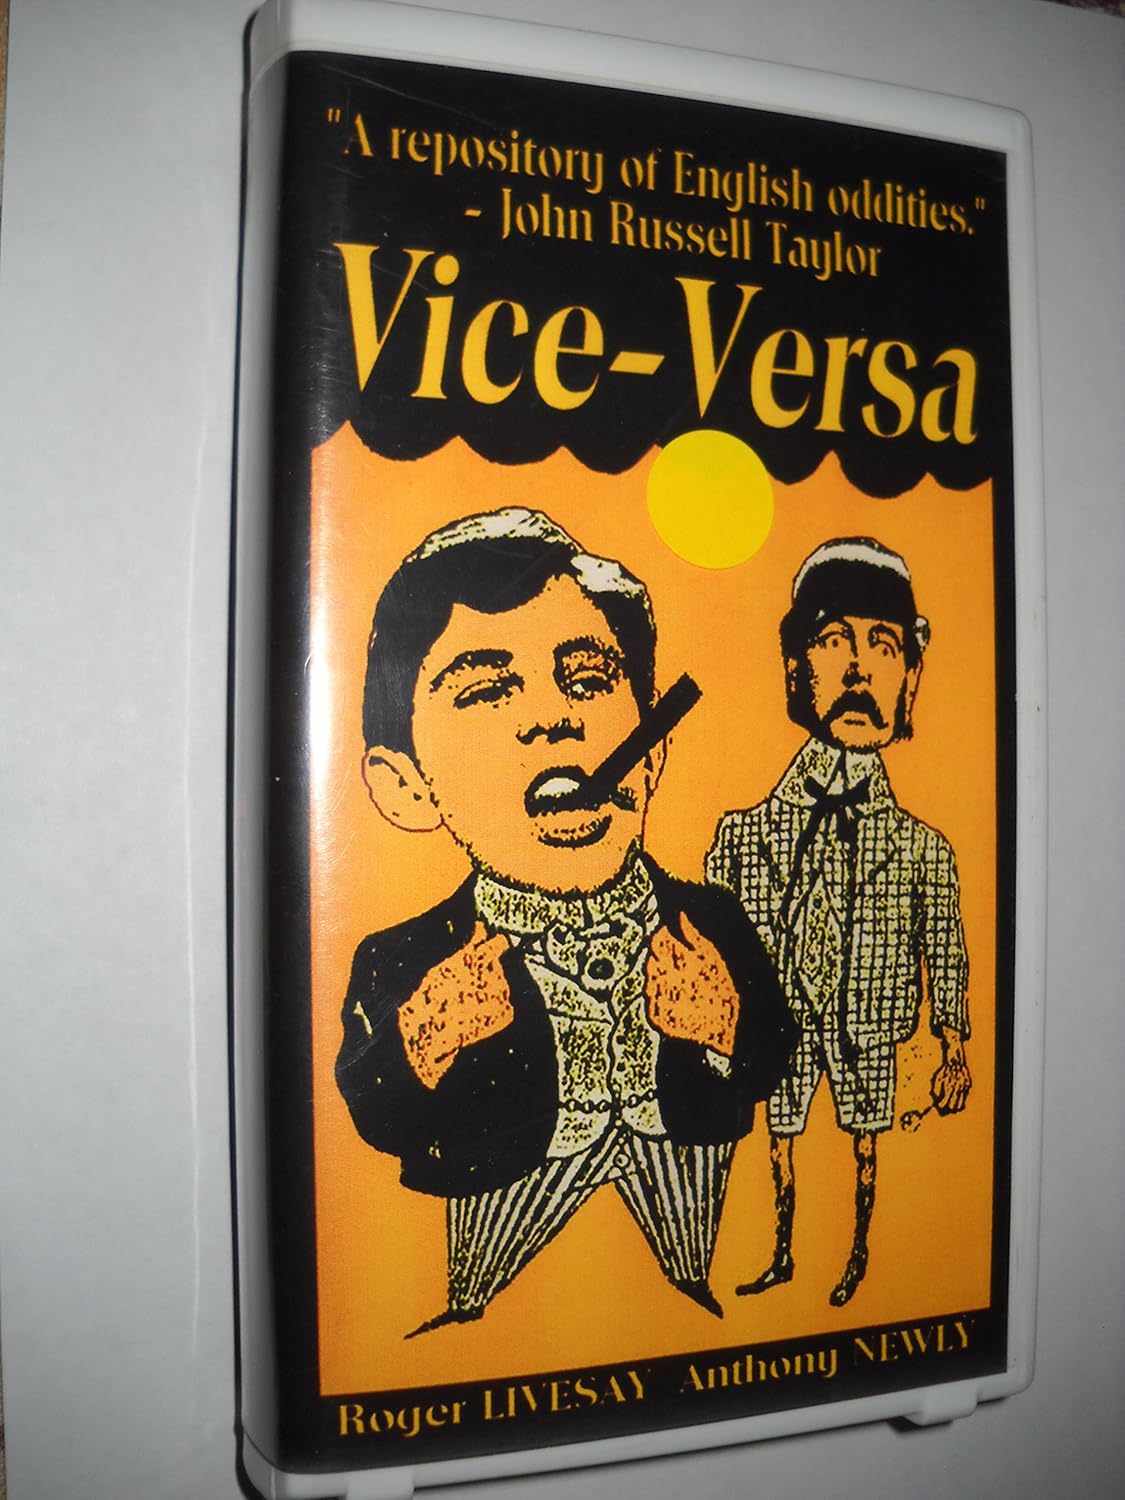 "A repository of English oddities."
- John Russell Taylor
Vice-Versa
Roger LIVESAY Anthony NEWLY